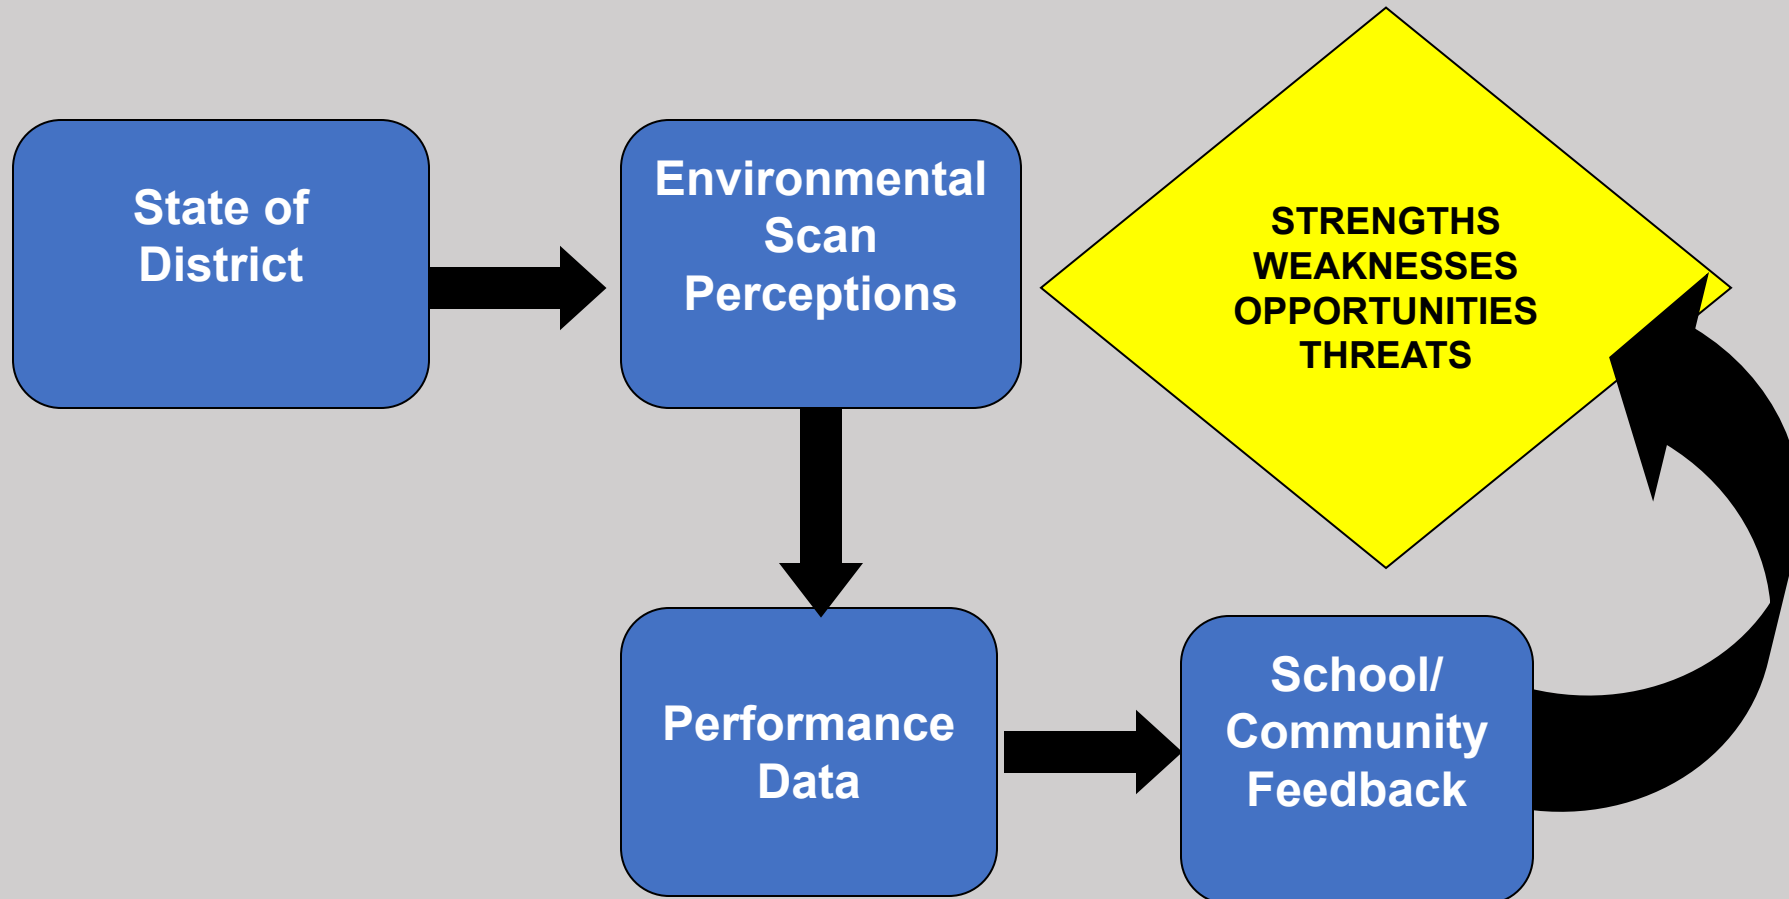 State of
District
Environmental
Scan
Perceptions
STRENGTHS
WEAKNESSES
OPPORTUNITIES
THREATS
Performance
Data
School/
Community
Feedback